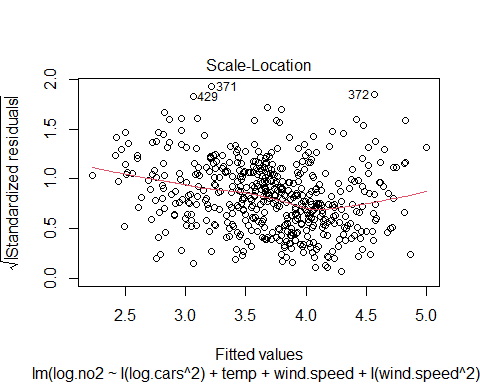 Scale-Location
√|Standardized residuals|
2.0
1.5
1.0
0.5
0.0
371
429
372
2.5 3.0 3.5 4.0 4.5 5.0
Fitted values
lm(log.no2 ~ I(log.cars^2) + temp + wind.speed + I(wind.speed^2)